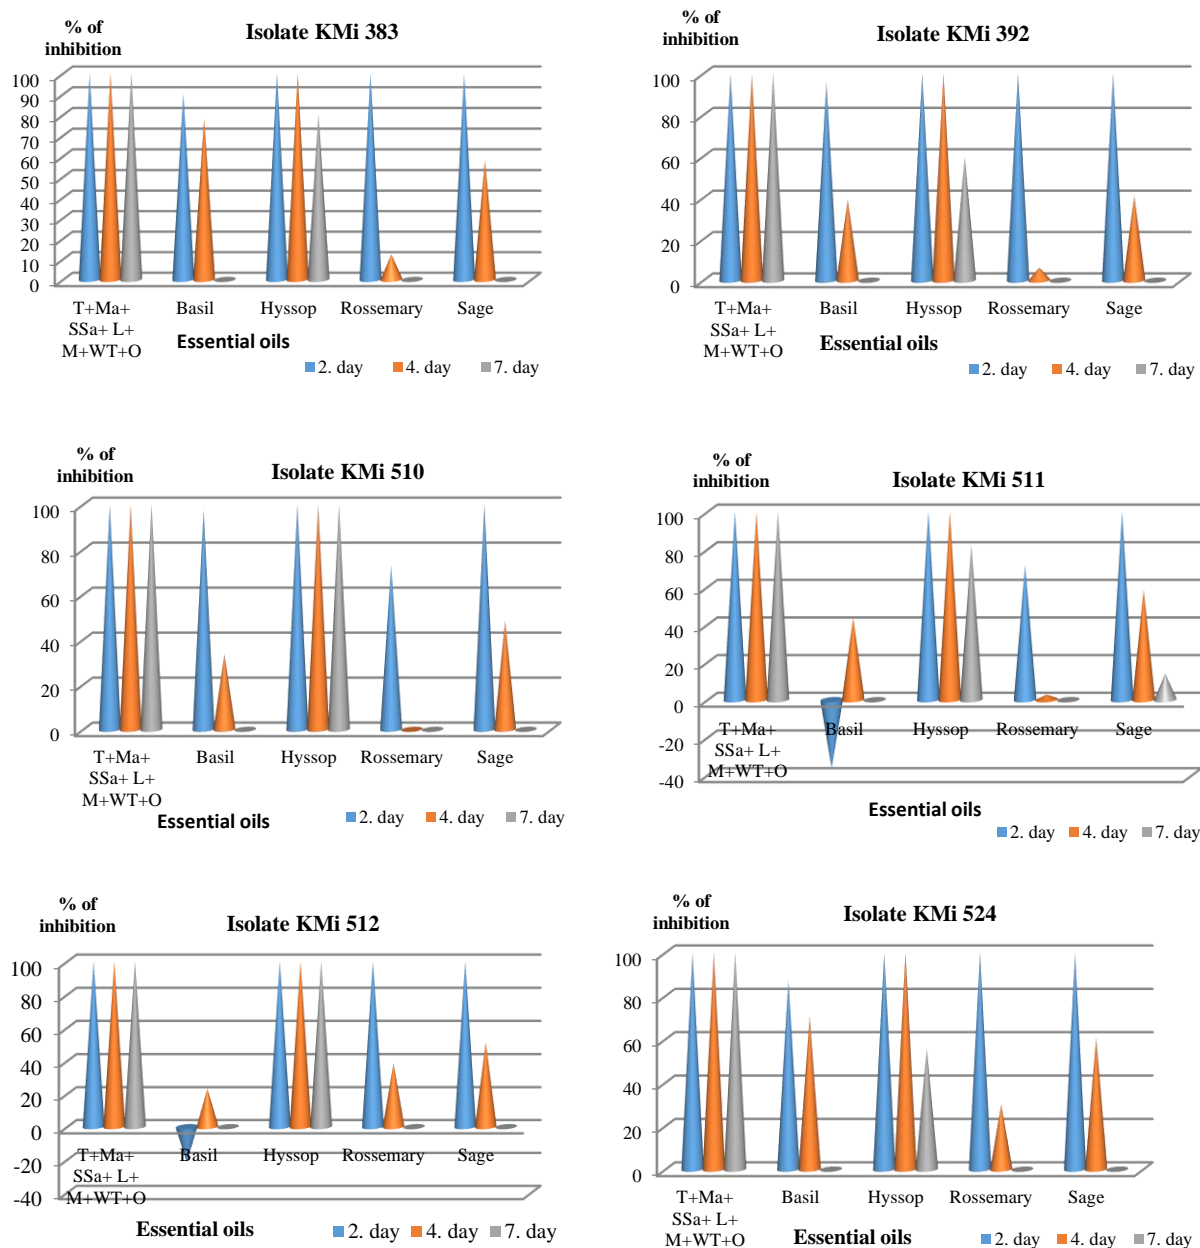 % of
inhibition
Isolate KMi 383
100
90
80
70
60
50
40
30
20
10
0
T+Ma+
SSa+ L+
M+WT+O
Basil
Hyssop
Rossemary
Sage
Essential oils
2. day
4. day
7. day
% of
inhibition
Isolate KMi 392
100
80
60
40
20
0
T+Ma+
SSa+ L+
M+WT+O
Basil
Hyssop
Rossemary
Sage
Essential oils
2. day
4. day
7. day
% of
inhibition
Isolate KMi 510
100
80
60
40
20
0
T+Ma+
SSa+ L+
M+WT+O
Basil
Hyssop
Rossemary
Sage
Essential oils
2. day
4. day
7. day
% of
inhibition
Isolate KMi 511
100
80
60
40
20
0
-20
-40
T+Ma+
SSa+ L+
M+WT+O
Basil
Hyssop
Rossemary
Sage
Essential oils
2. day
4. day
7. day
% of
inhibition
Isolate KMi 512
100
80
60
40
20
0
-20
-40
T+Ma+
SSa+ L+
M+WT+O
Basil
Hyssop
Rossemary
Sage
Essential oils
2. day
4. day
7. day
% of
inhibition
Isolate KMi 524
100
80
60
40
20
0
T+Ma+
SSa+ L+
M+WT+O
Basil
Hyssop
Rossemary
Sage
Essential oils
2. day
4. day
7. day